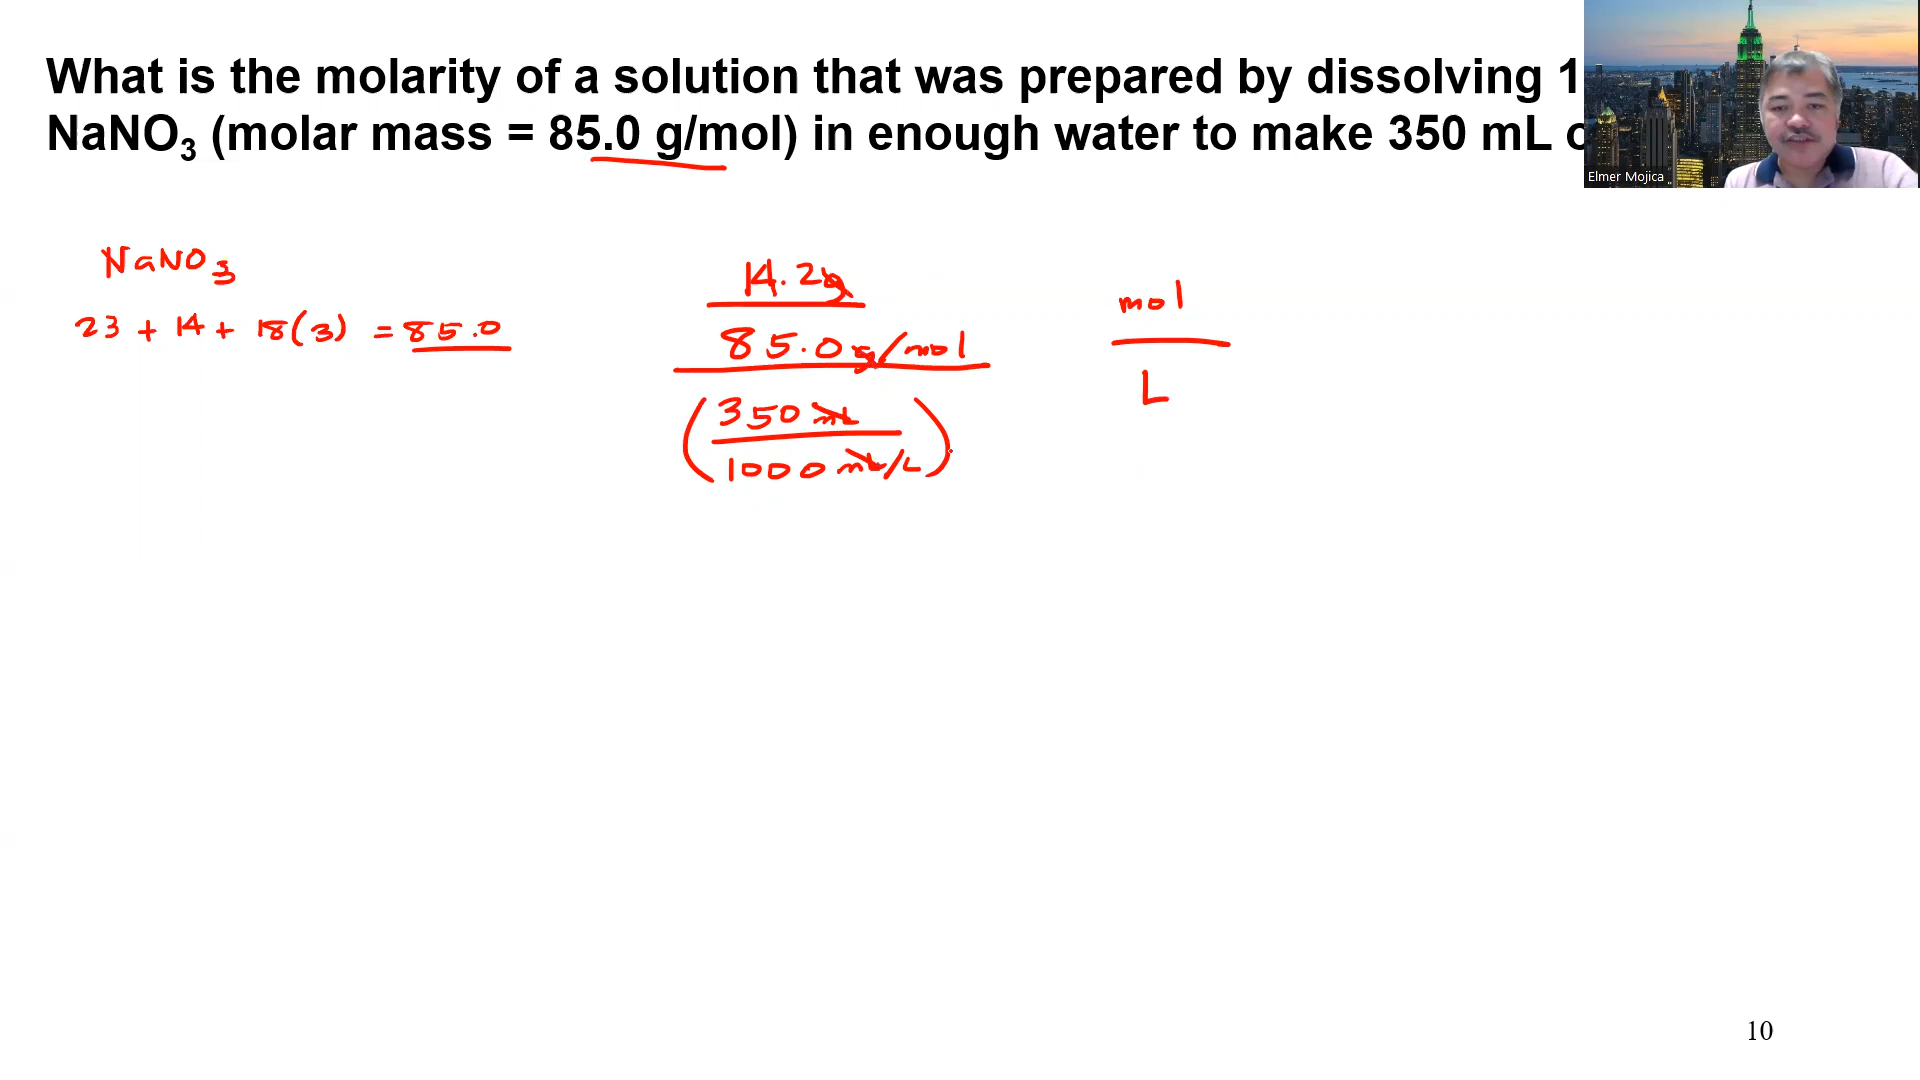 What is the molarity of a solution that was prepared by dissolving 1
NaNO₃ (molar mass = 85.0 g/mol) in enough water to make 350 mL o
Elmer Mojica
NaNO₃
23 + 14 + 18(3) = 85.0
14.2g
85.0 g/mol
(350 mL
1000 mL/L)
mol
L
10